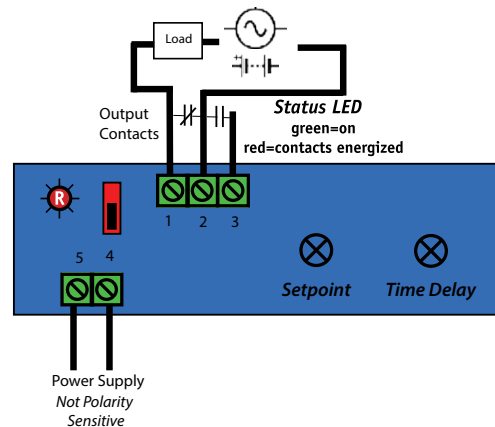 Load
Output
Contacts
Status LED
green=on
red=contacts energized
R
1 2 3
5 4
Setpoint
Time Delay
Power Supply
Not Polarity
Sensitive